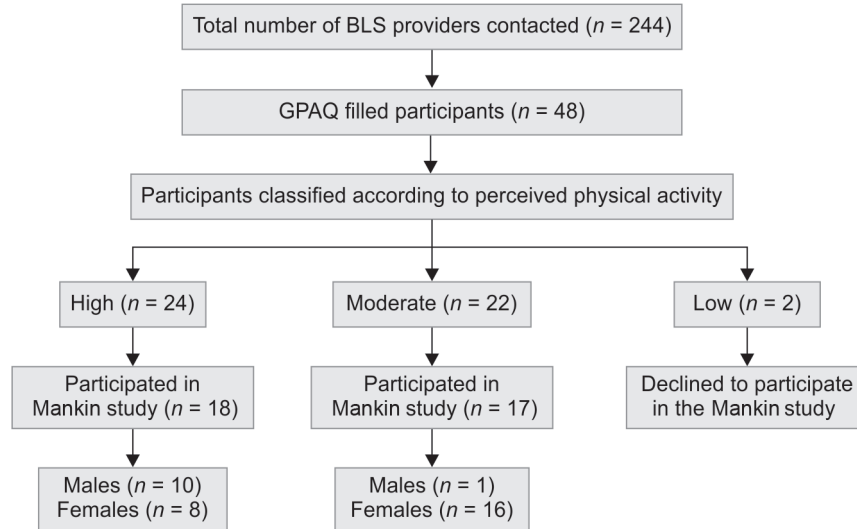 Total number of BLS providers contacted (n = 244)
GPAQ filled participants (n = 48)
Participants classified according to perceived physical activity
High (n = 24)
Moderate (n = 22)
Low (n = 2)
Participated in
Mankin study (n = 18)
Participated in
Mankin study (n = 17)
Declined to participate
in the Mankin study
Males (n = 10)
Females (n = 8)
Males (n = 1)
Females (n = 16)